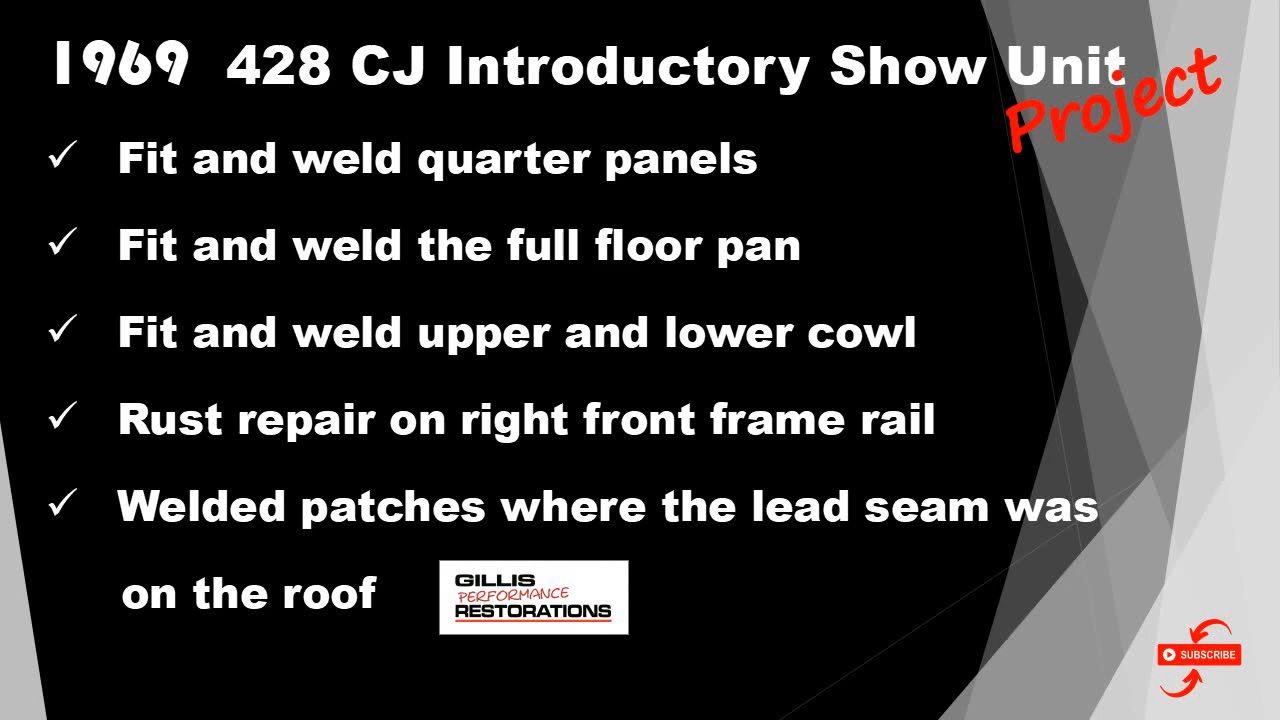 1969 428 CJ Introductory Show Unit
Project
✓ Fit and weld quarter panels
✓ Fit and weld the full floor pan
✓ Fit and weld upper and lower cowl
✓ Rust repair on right front frame rail
✓ Welded patches where the lead seam was
on the roof
GILLIS
PERFORMANCE
RESTORATIONS
SUBSCRIBE